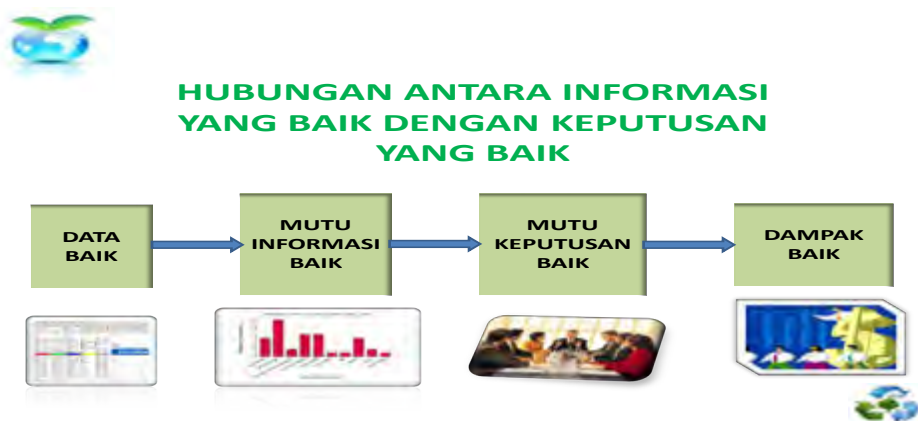 HUBUNGAN ANTARA INFORMASI
YANG BAIK DENGAN KEPUTUSAN
YANG BAIK
DATA
BAIK
MUTU
INFORMASI
BAIK
MUTU
KEPUTUSAN
BAIK
DAMPAK
BAIK